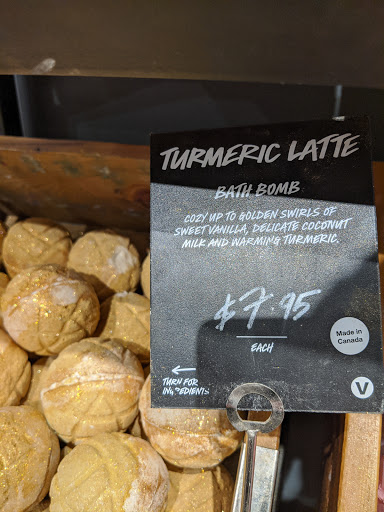 TURMERIC LATTE
BATH BOMB
COZY UP TO GOLDEN SWIRLS OF
SWEET VANILLA, DELICATE COCONUT
MILK AND WARMING TURMERIC.
$7.95
EACH
Made in
Canada
TURN FOR
INGREDIENTS
V